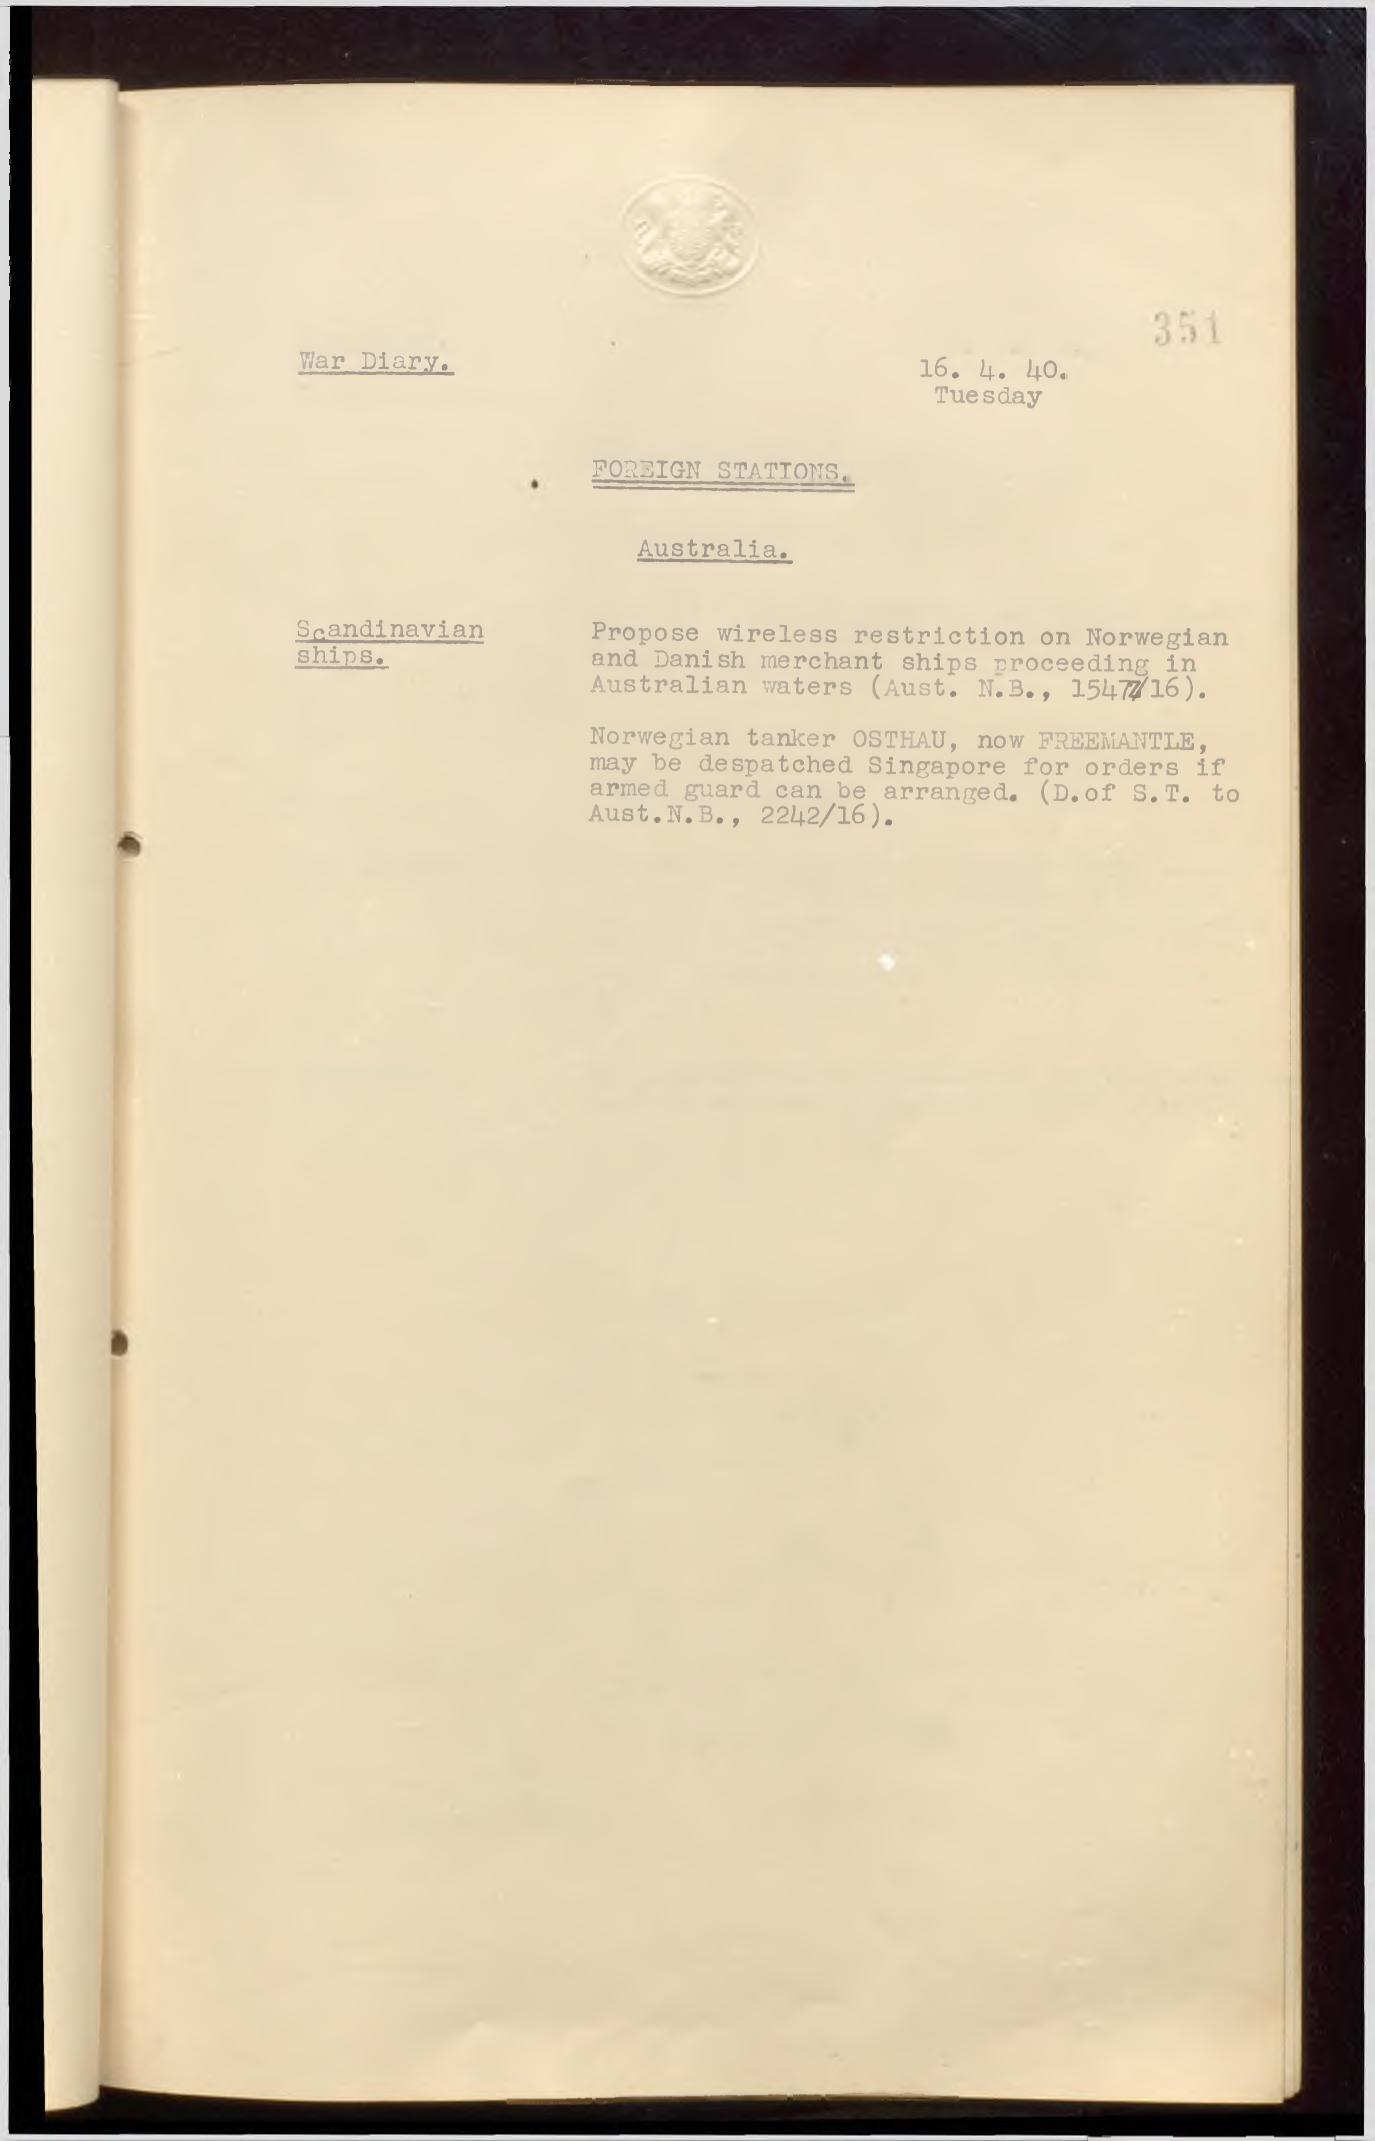 351
War Diary.
16. 4. 40.
Tuesday
FOREIGN STATIONS.
Australia.
Scandinavian
ships.
Propose wireless restriction on Norwegian
and Danish merchant ships proceeding in
Australian waters (Aust. N.B., 1547/16).
Norwegian tanker OSTHAU, now FREEMANTLE,
may be despatched Singapore for orders if
armed guard can be arranged. (D.of S.T. to
Aust.N.B., 2242/16).